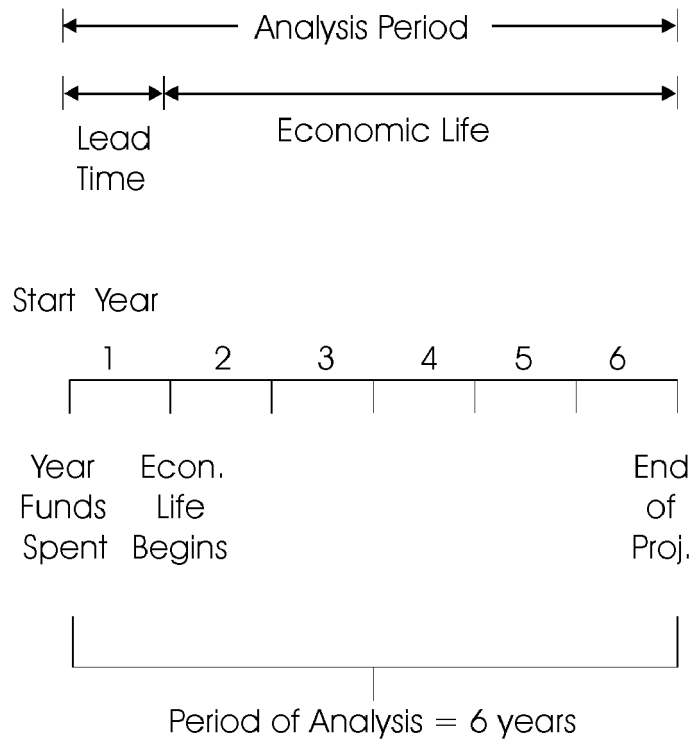 Analysis Period
Lead
Time
Economic Life
Start Year
1 2 3 4 5 6
Year
Funds
Spent
Econ.
Life
Begins
End
of
Proj.
Period of Analysis = 6 years